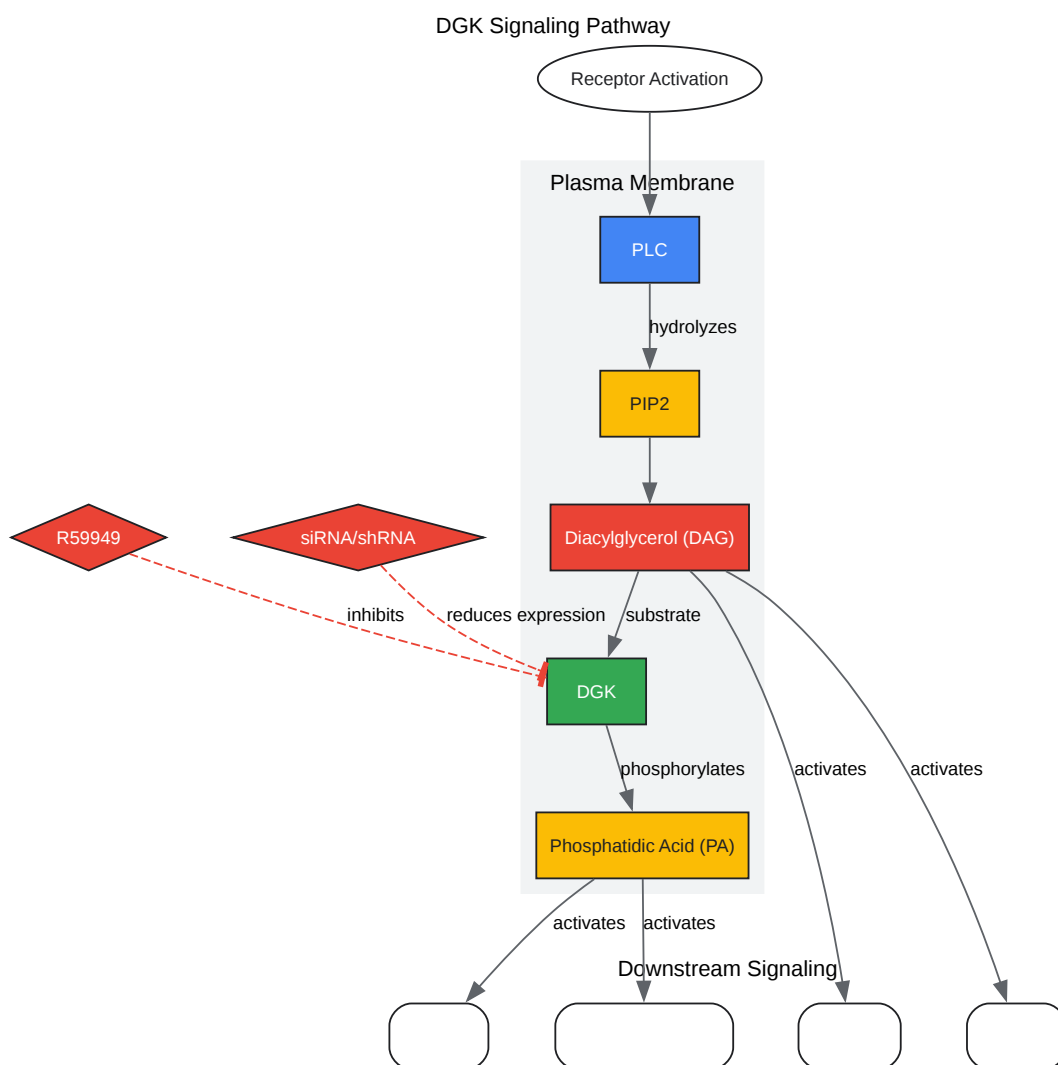 DGK Signaling Pathway
Receptor Activation
Plasma Membrane
PLC
hydrolyzes
PIP2
R59949
siRNA/shRNA
Diacylglycerol (DAG)
inhibits
reduces expression
substrate
DGK
phosphorylates
activates
activates
Phosphatidic Acid (PA)
activates
activates
Downstream Signaling